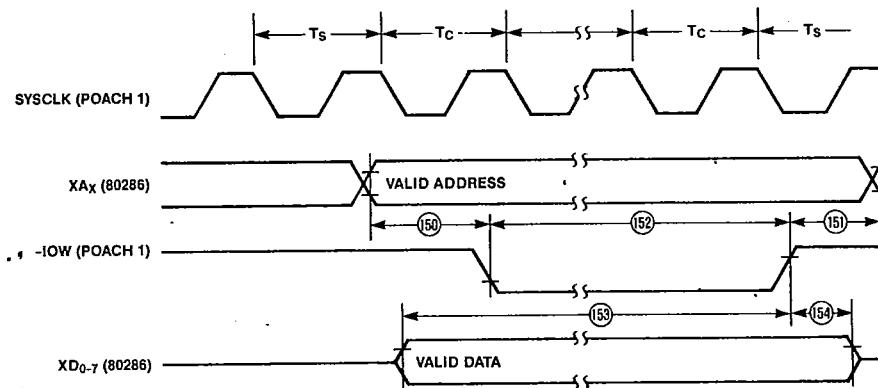 TS TC TC TS
SYSCLK (POACH 1)
XAX (80286)
VALID ADDRESS
150 152 151
-IOW (POACH 1)
153 154
XD0-7 (80286)
VALID DATA